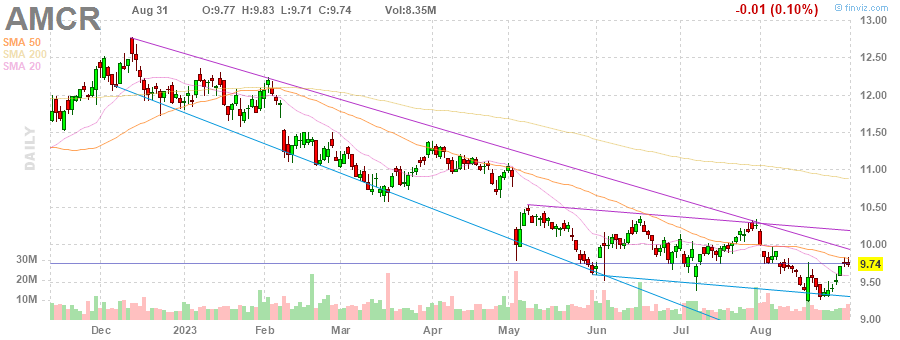 AMCR Aug 31 O:9.77 H:9.83 L:9.71 C:9.74 Vol:8.35M -0.01 (0.10%) © finviz.com
SMA 50
SMA 200
SMA 20
DAILY
13.00
12.50
12.00
11.50
11.00
10.50
10.00
9.74
9.50
9.00
30M
20M
10M
Dec 2023 Feb Mar Apr May Jun Jul Aug